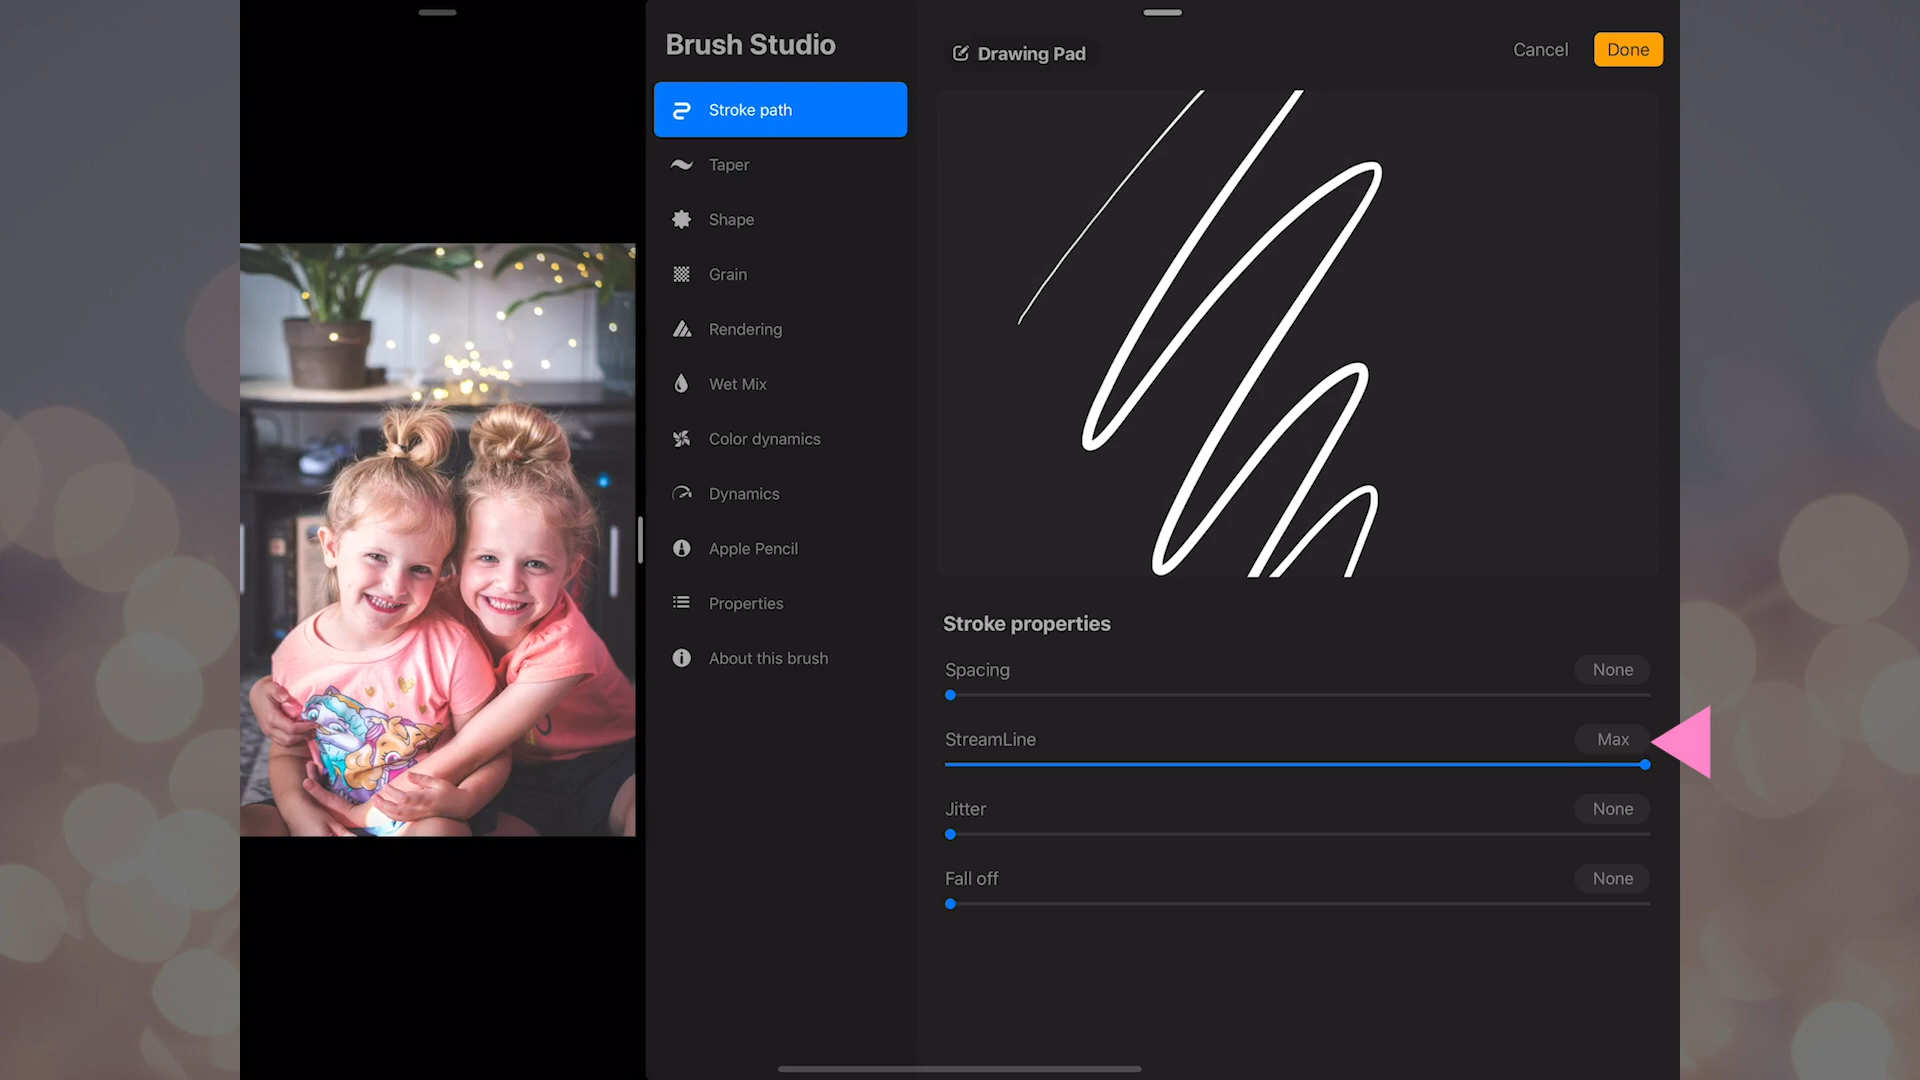 Brush Studio
Stroke path
Taper
Shape
Grain
Rendering
Wet Mix
Color dynamics
Dynamics
Apple Pencil
Properties
About this brush
Drawing Pad
Cancel
Done
Stroke properties
Spacing
None
StreamLine
Max
Jitter
None
Fall off
None